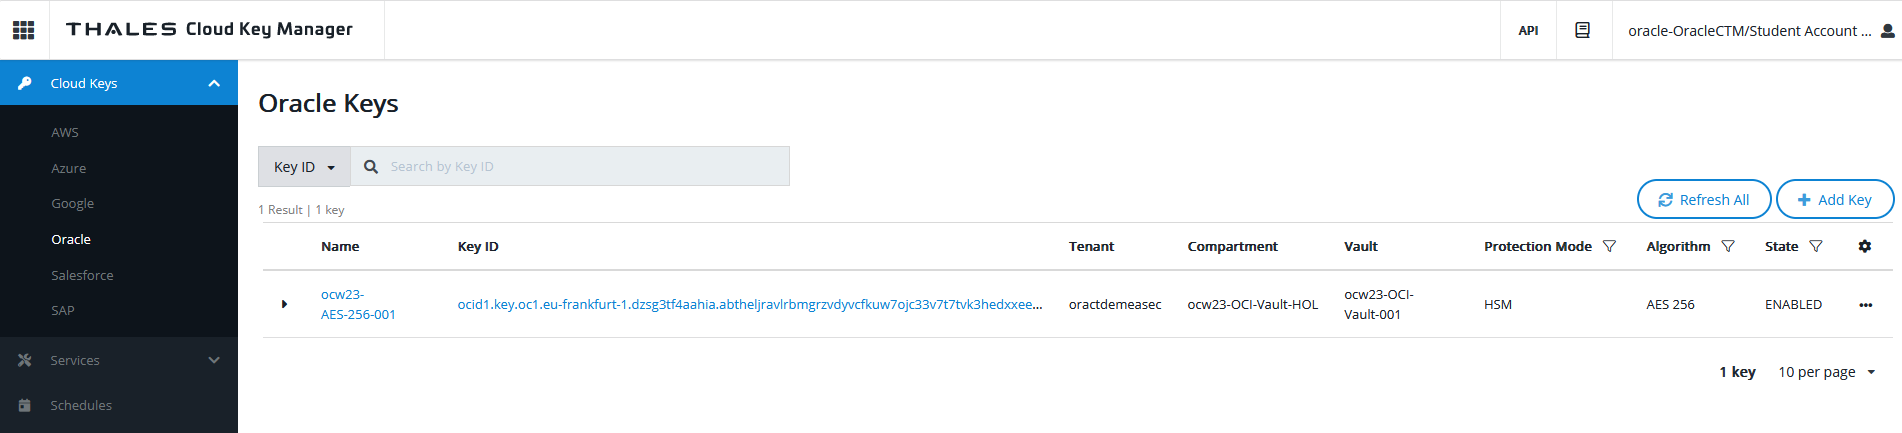 THALES Cloud Key Manager
API
oracle-OracleCTM/Student Account ...
Cloud Keys
AWS
Azure
Google
Oracle
Salesforce
SAP
Services
Schedules
Oracle Keys
Key ID
Search by Key ID
1 Result | 1 key
Refresh All
Add Key
Name Key ID Tenant Compartment Vault Protection Mode Algorithm State
ocw23-
AES-256-001
ocid1.key.oc1.eu-frankfurt-1.dzsg3tf4aahia.abtheljravlrbmgrzvdyvcfkuw7ojc33v7t7tvk3hedxxee...
oractdemeasec
ocw23-OCI-Vault-HOL
ocw23-OCI-
Vault-001
HSM
AES 256
ENABLED
1 key
10 per page